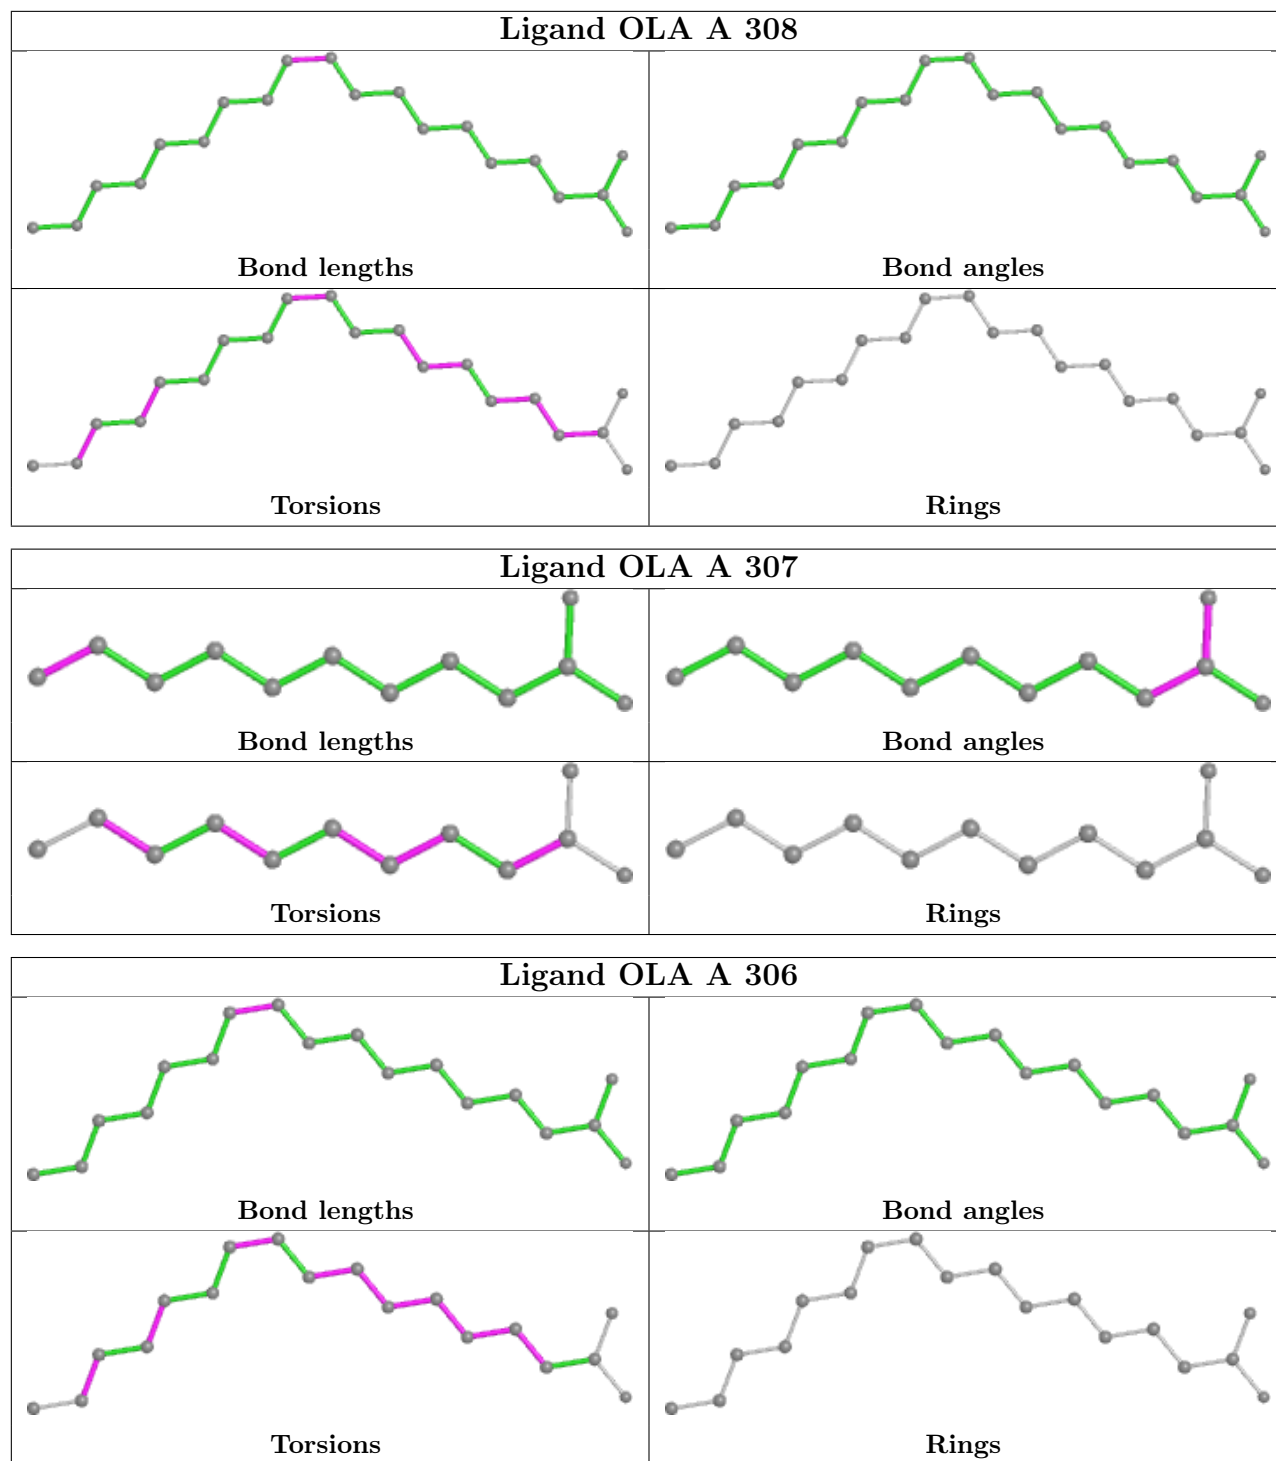 Ligand OLA A 308
Bond lengths
Bond angles
Torsions
Rings
Ligand OLA A 307
Bond lengths
Bond angles
Torsions
Rings
Ligand OLA A 306
Bond lengths
Bond angles
Torsions
Rings